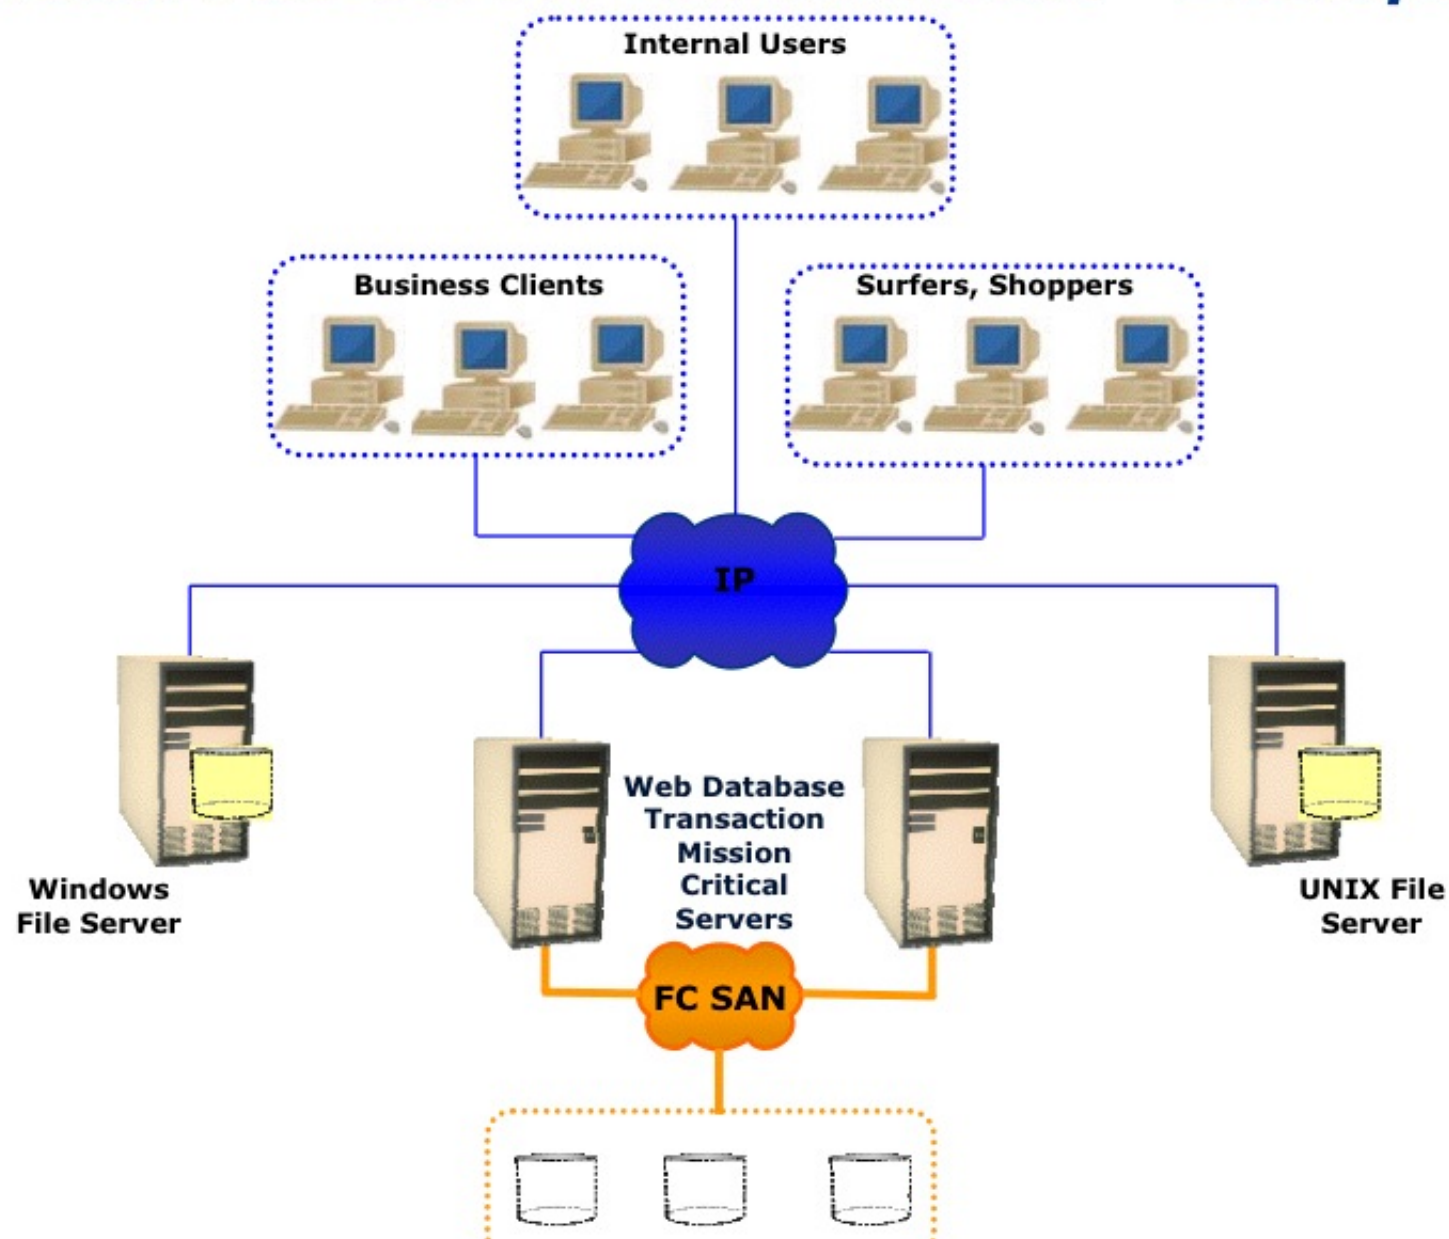 Internal Users
Business Clients
Surfers, Shoppers
IP
Web Database
Transaction
Mission
Critical
Servers
Windows
File Server
UNIX File
Server
FC SAN